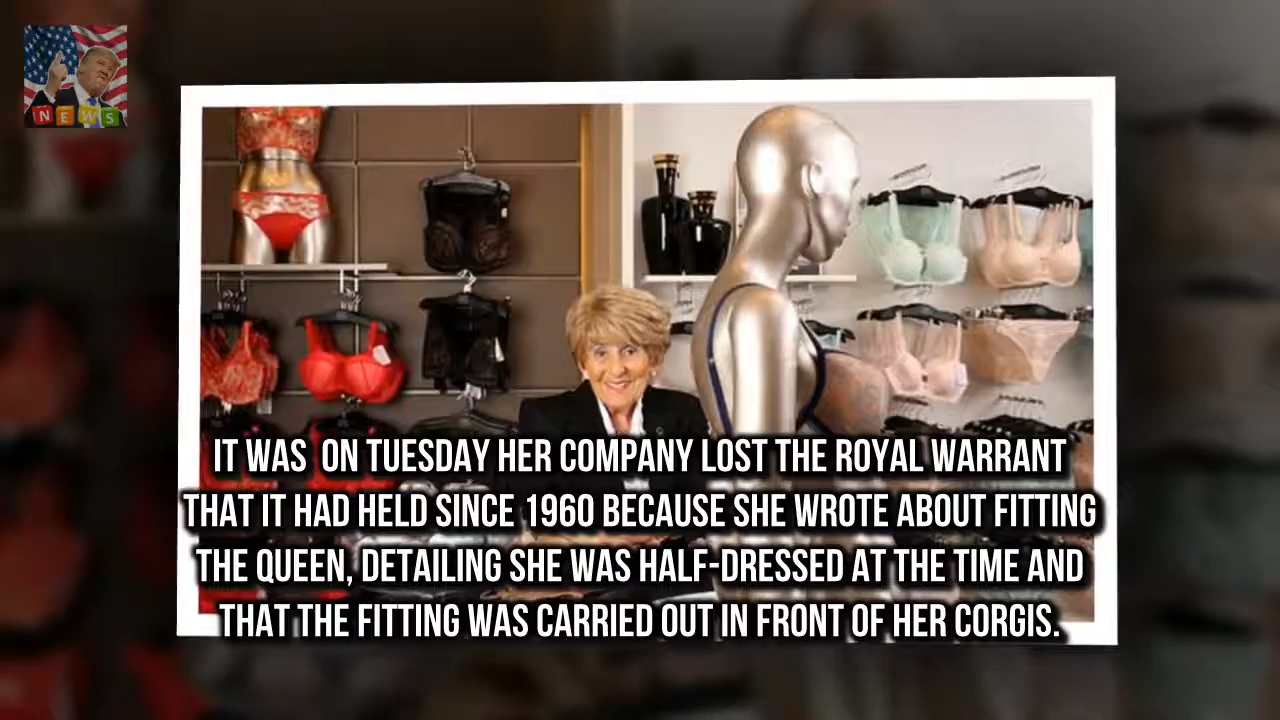 NEWS
IT WAS  ON TUESDAY HER COMPANY LOST THE ROYAL WARRANT
THAT IT HAD HELD SINCE 1960 BECAUSE SHE WROTE ABOUT FITTING
THE QUEEN, DETAILING SHE WAS HALF-DRESSED AT THE TIME AND
THAT THE FITTING WAS CARRIED OUT IN FRONT OF HER CORGIS.